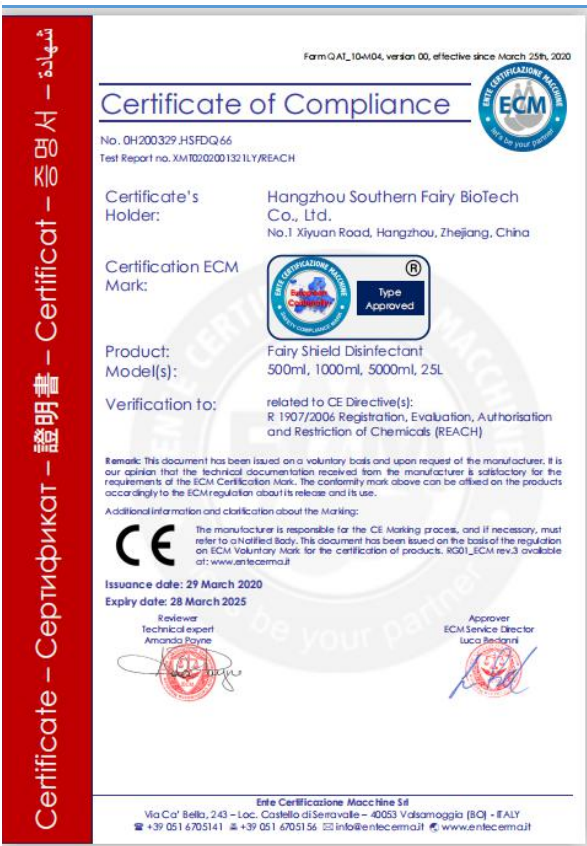 Form QAT_10-M04, version 00, effective since March 25th, 2020
Certificate of Compliance
ENTE CERTIFICAZIONE MACCHINE
ECM
let's be your partner
No. 0H200329.HSFDQ66
Test Report no. XMT0202001321LY/REACH
Certificate's
Holder:
Hangzhou Southern Fairy BioTech
Co., Ltd.
No.1 Xiyuan Road, Hangzhou, Zhejiang, China
Certification ECM
Mark:
ENTE CERTIFICAZIONE MACCHINE
European
Conformity
SAFETY COMPLIANCE MARK
®
Type
Approved
Product:
Fairy Shield Disinfectant
Model(s):
500ml, 1000ml, 5000ml, 25L
Verification to:
related to CE Directive(s):
R 1907/2006 Registration, Evaluation, Authorisation
and Restriction of Chemicals (REACH)
Remark: This document has been issued on a voluntary basis and upon request of the manufacturer. It is
our opinion that the technical documentation received from the manufacturer is satisfactory for the
requirements of the ECM Certification Mark. The conformity mark above can be affixed on the products
accordingly to the ECM regulation about its release and its use.
Additional information and clarification about the Marking:
CE
The manufacturer is responsible for the CE Marking process, and if necessary, must
refer to a Notified Body. This document has been issued on the basis of the regulation
on ECM Voluntary Mark for the certification of products. RG01_ECM rev.3 available
at: www.entecerma.it
Issuance date: 29 March 2020
Expiry date: 28 March 2025
Reviewer
Technical expert
Amanda Payne
Approver
ECM Service Director
Luca Bedonni
Ente Certificazione Macchine Srl
Via Ca' Bella, 243 – Loc. Castello di Serravalle – 40053 Valsamoggia (BO) - ITALY
☎ +39 051 6705141 +39 051 6705156 info@entecerma.it www.entecerma.it
Certificate – Сертификат – 證明書 – Certificat – 증명서 – شهادة